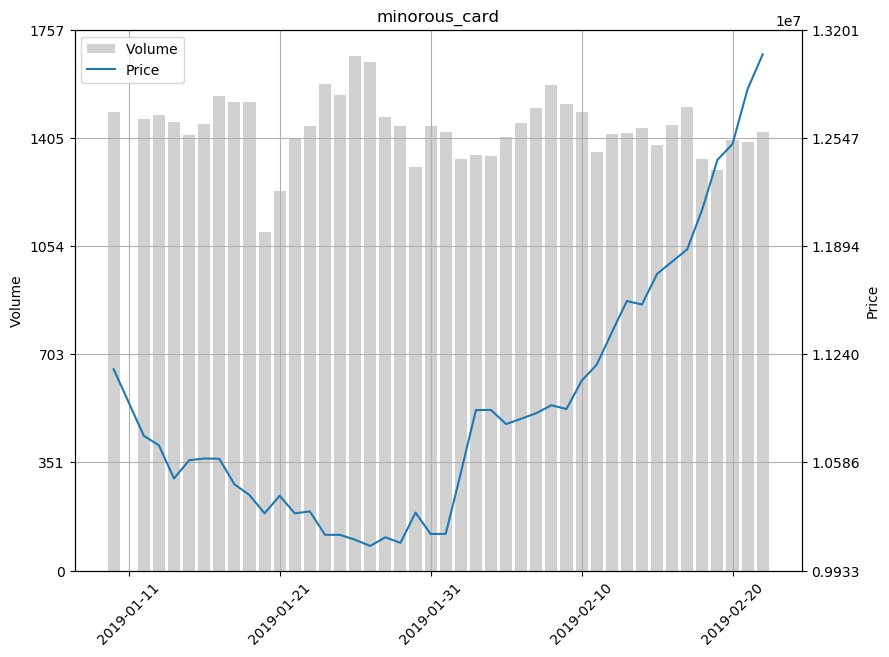 minorous_card
1e7
Volume
Price
1757
1405
1054
703
351
0
Volume
1.3201
1.2547
1.1894
1.1240
1.0586
0.9933
Price
2019-01-11
2019-01-21
2019-01-31
2019-02-10
2019-02-20